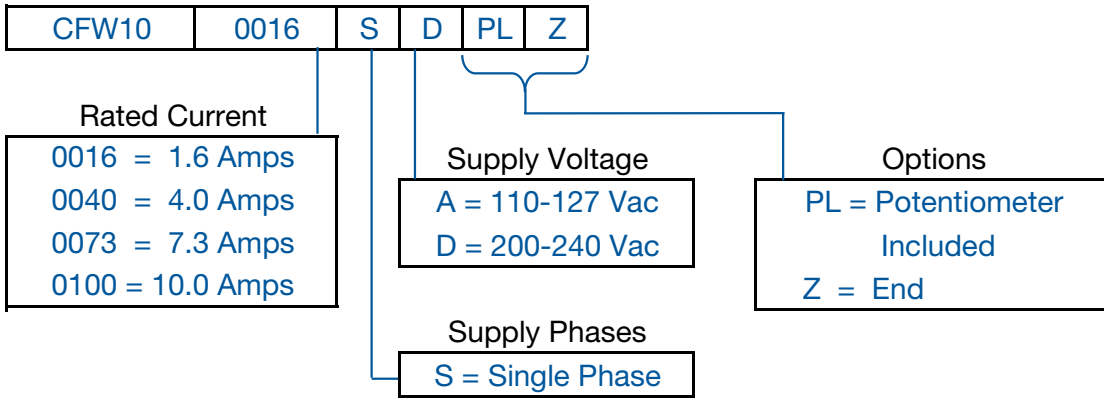 CFW10 0016 S D PL Z
Rated Current
0016 = 1.6 Amps
0040 = 4.0 Amps
0073 = 7.3 Amps
0100 = 10.0 Amps
Supply Voltage
A = 110-127 Vac
D = 200-240 Vac
Options
PL = Potentiometer
Included
Z = End
Supply Phases
S = Single Phase